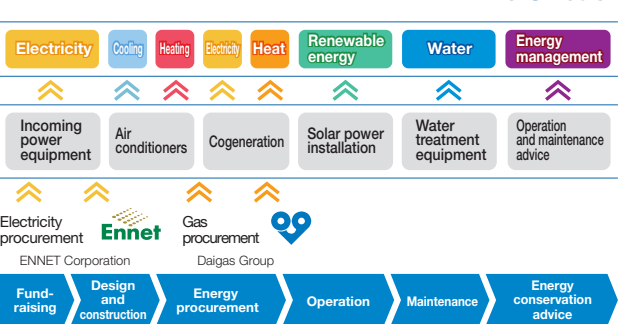 Electricity
Cooling
Heating
Electricity
Heat
Renewable
energy
Water
Energy
management
Incoming
power
equipment
Air
conditioners
Cogeneration
Solar power
installation
Water
treatment
equipment
Operation
and maintenance
advice
Electricity
procurement
Ennet
Gas
procurement
ENNET Corporation
Daigas Group
Fund-
raising
Design
and
construction
Energy
procurement
Operation
Maintenance
Energy
conservation
advice